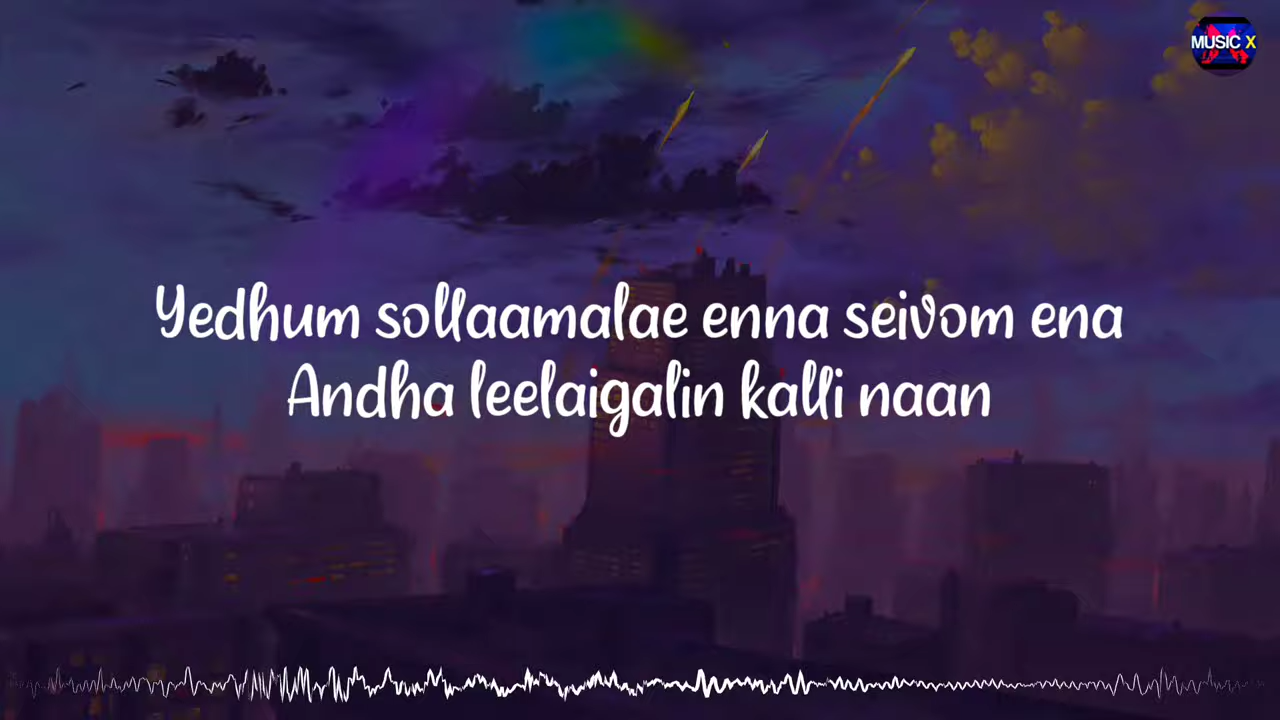 MUSIC X
Yedhum sollaamalae enna seivom ena
Andha leelaigalin kalli naan